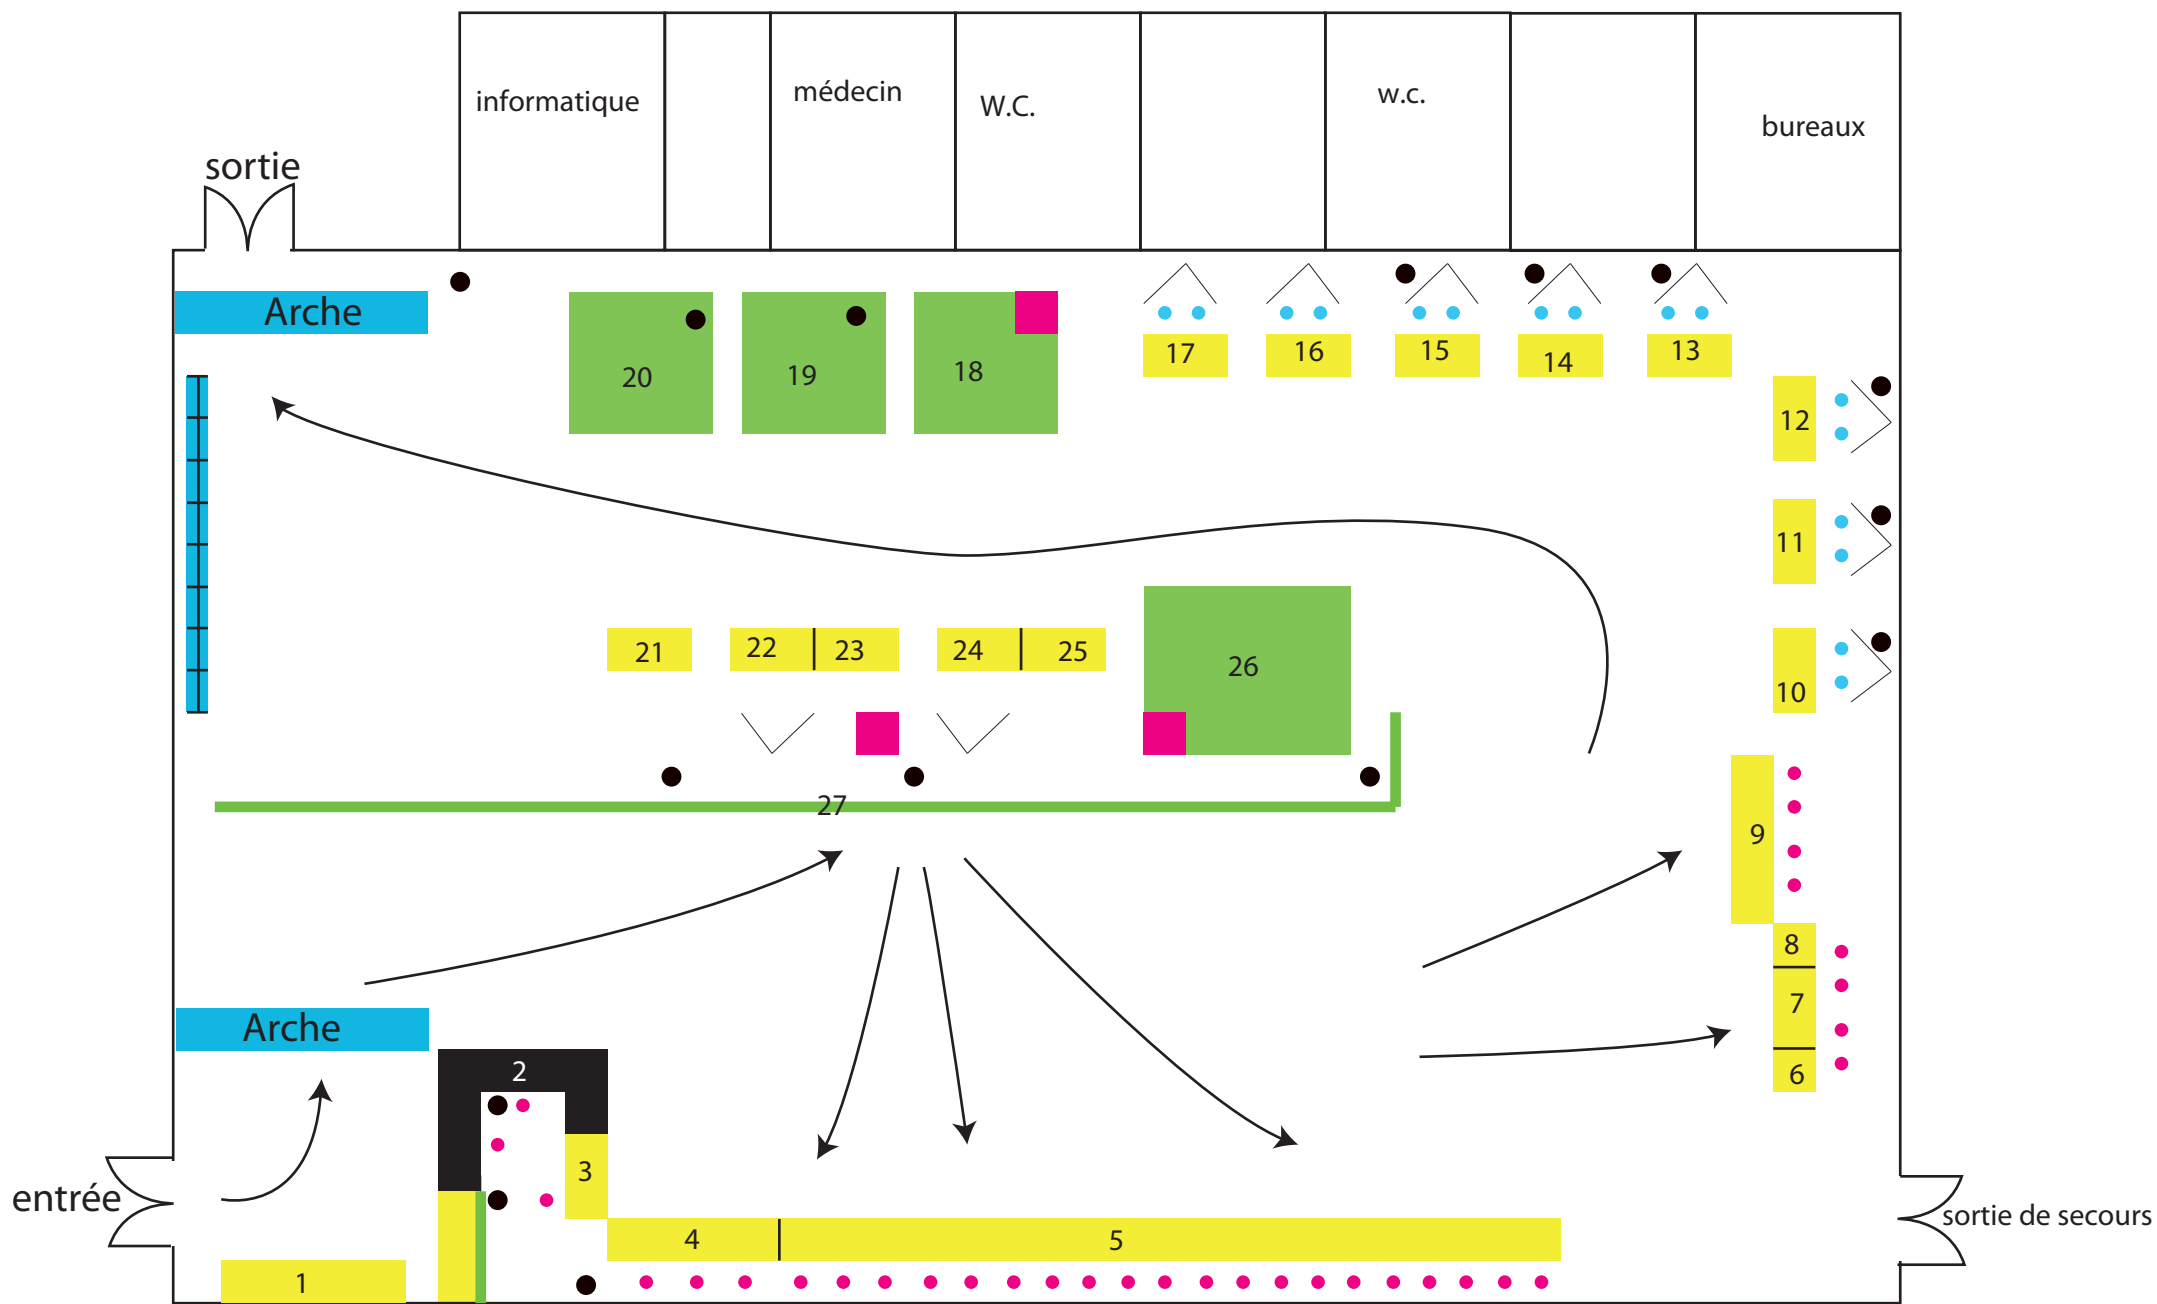 informatique
médecin
W.C.
w.c.
bureaux
sortie
Arche
20
19
18
17
16
15
14
13
12
11
10
21
22
23
24
25
26
27
9
8
7
6
Arche
2
3
entrée
sortie de secours
4
5
1